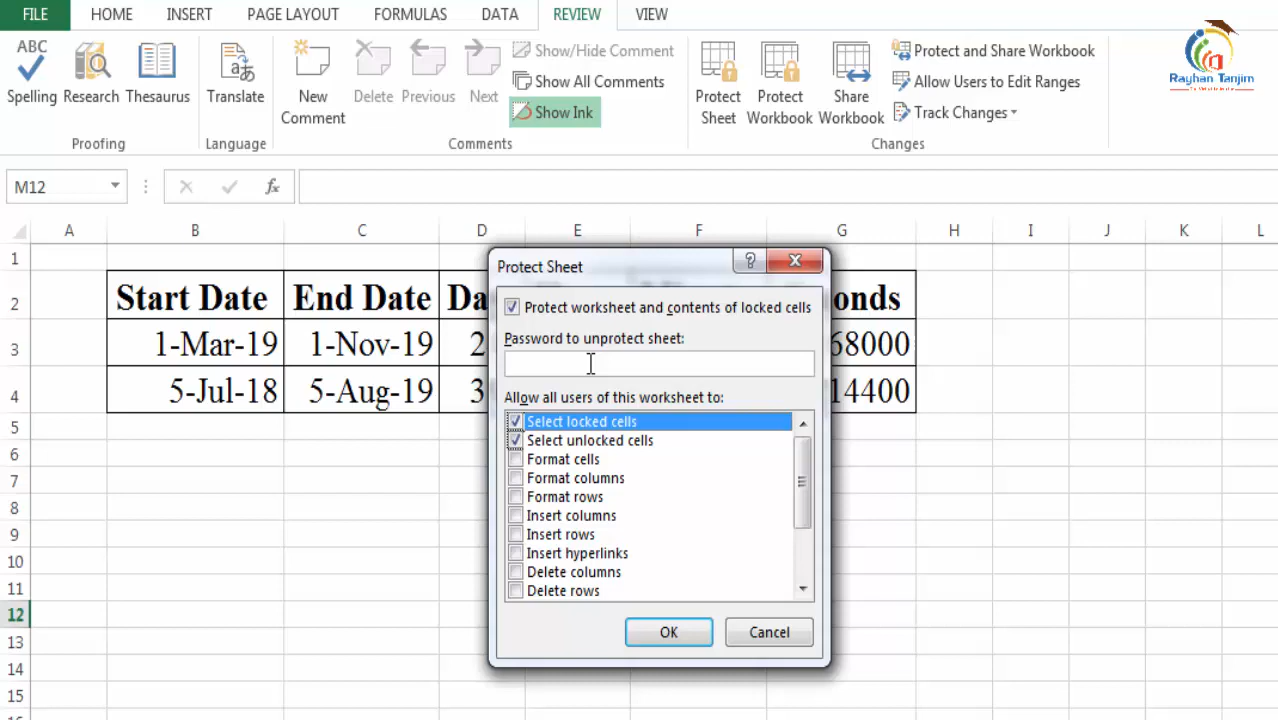 FILE HOME INSERT PAGE LAYOUT FORMULAS DATA REVIEW VIEW
ABC
Spelling Research Thesaurus
Proofing
Translate
Language
New Comment
Delete Previous Next
Show/Hide Comment
Show All Comments
Show Ink
Comments
Protect Sheet
Protect Workbook
Share Workbook
Protect and Share Workbook
Allow Users to Edit Ranges
Track Changes
Changes
Rayhan Tanjim
M12
fx
A B C D E F G H I J K L
1
2 Start Date End Date Da onds
3 1-Mar-19 1-Nov-19 2 68000
4 5-Jul-18 5-Aug-19 3 14400
5
6
7
8
9
10
11
12
13
14
15
Protect Sheet
?
Protect worksheet and contents of locked cells
Password to unprotect sheet:
Allow all users of this worksheet to:
Select locked cells
Select unlocked cells
Format cells
Format columns
Format rows
Insert columns
Insert rows
Insert hyperlinks
Delete columns
Delete rows
OK Cancel